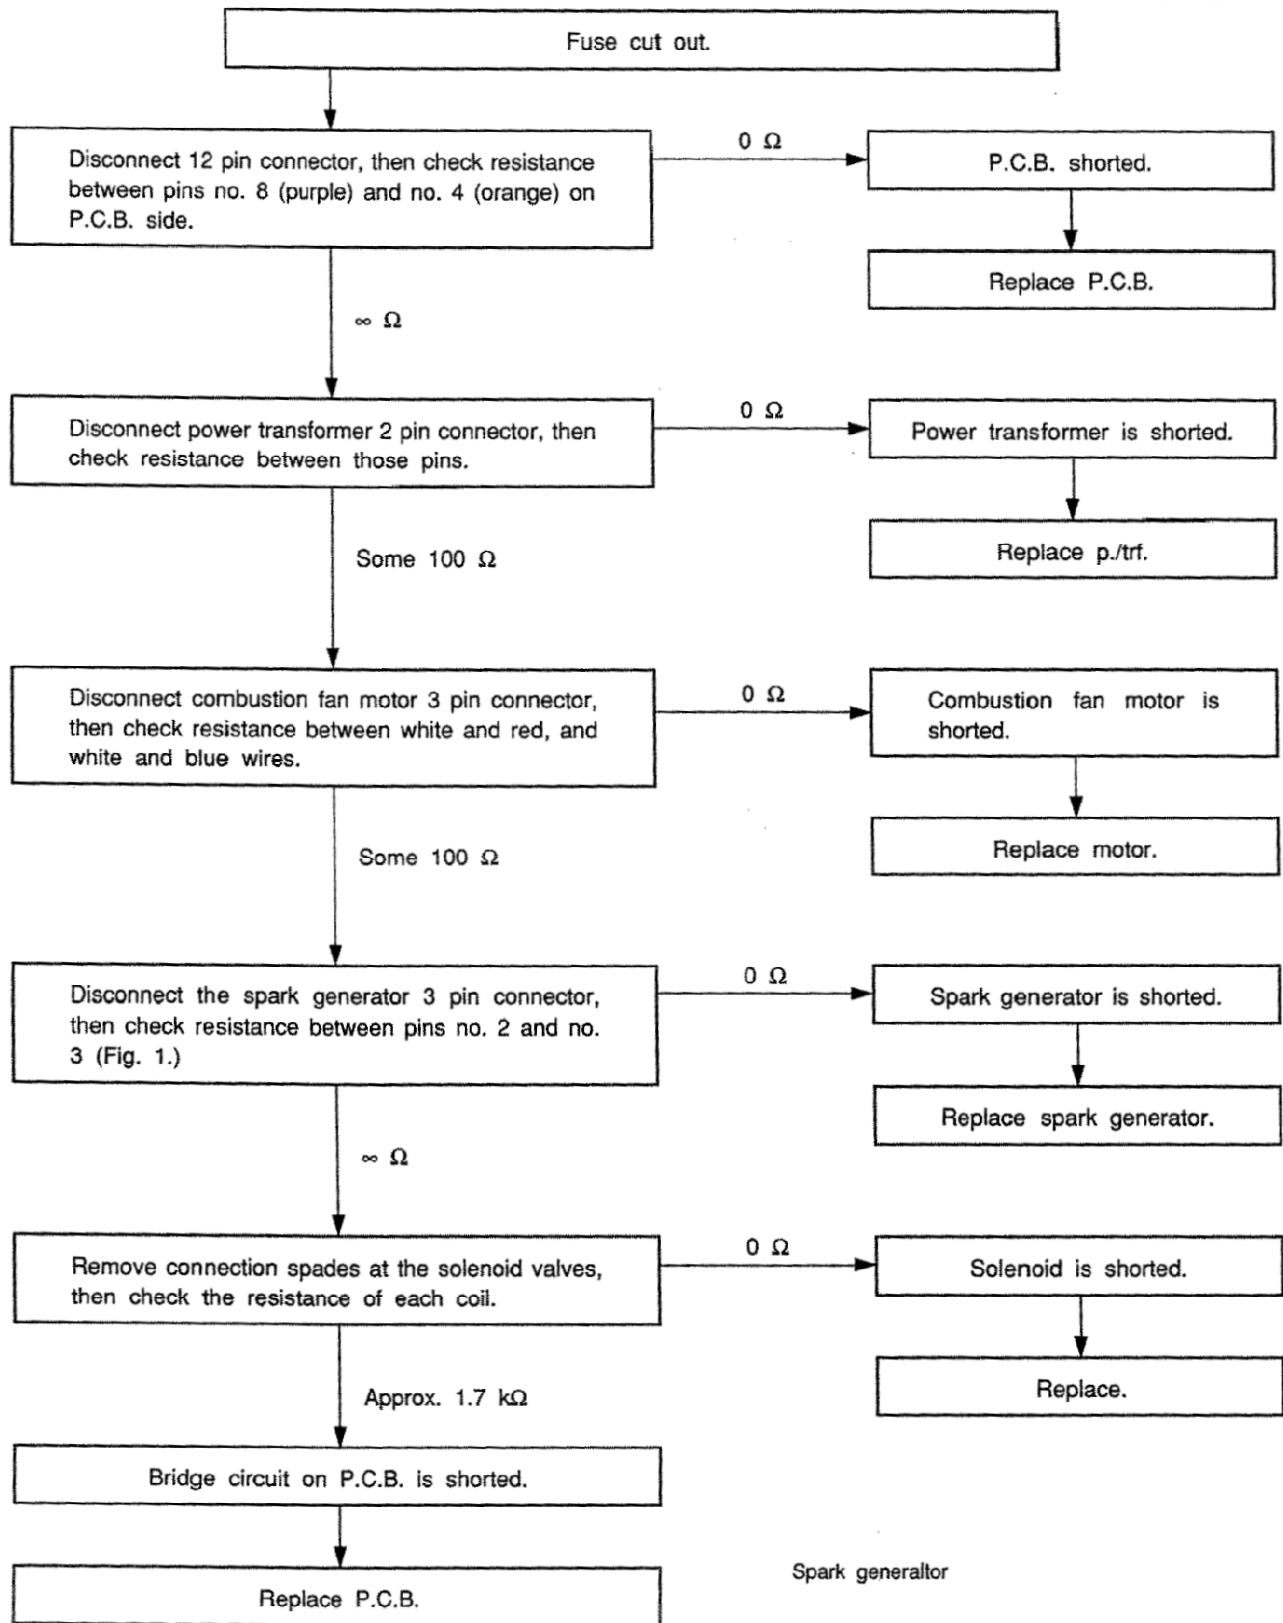 Fuse cut out.
Disconnect 12 pin connector, then check resistance
between pins no. 8 (purple) and no. 4 (orange) on
P.C.B. side.
0 Ω
P.C.B. shorted.
Replace P.C.B.
∞ Ω
Disconnect power transformer 2 pin connector, then
check resistance between those pins.
0 Ω
Power transformer is shorted.
Replace p./trf.
Some 100 Ω
Disconnect combustion fan motor 3 pin connector,
then check resistance between white and red, and
white and blue wires.
0 Ω
Combustion fan motor is
shorted.
Replace motor.
Some 100 Ω
Disconnect the spark generator 3 pin connector,
then check resistance between pins no. 2 and no.
3 (Fig. 1.)
0 Ω
Spark generator is shorted.
Replace spark generator.
∞ Ω
Remove connection spades at the solenoid valves,
then check the resistance of each coil.
0 Ω
Solenoid is shorted.
Replace.
Approx. 1.7 kΩ
Bridge circuit on P.C.B. is shorted.
Replace P.C.B.
Spark generaltor